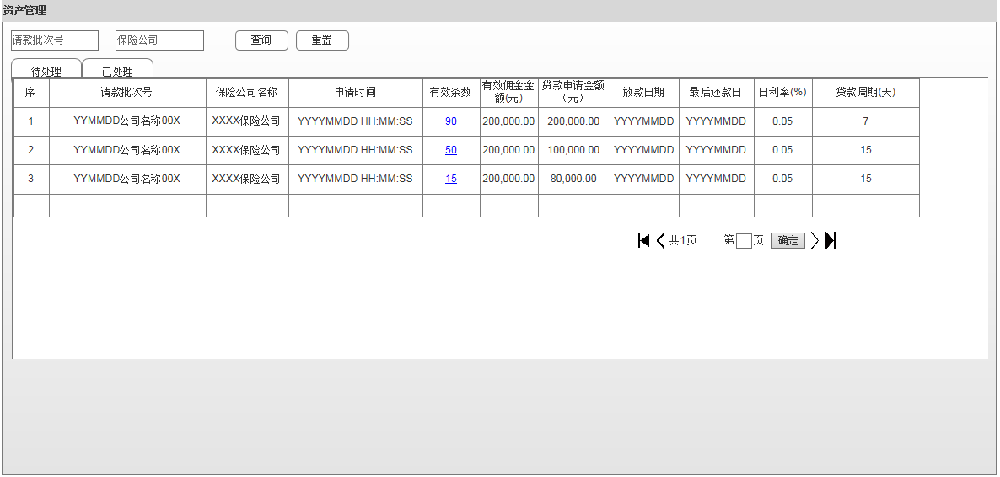 资产管理
请款批次号 保险公司 查询 重置
待处理 已处理
序 请款批次号 保险公司名称 申请时间 有效条数 有效佣金金额(元) 贷款申请金额（元） 放款日期 最后还款日 日利率(%) 贷款周期(天)
1 YYMMDD公司名称00X XXXX保险公司 YYYYMMDD HH:MM:SS 90 200,000.00 200,000.00 YYYYMMDD YYYYMMDD 0.05 7
2 YYMMDD公司名称00X XXXX保险公司 YYYYMMDD HH:MM:SS 50 200,000.00 100,000.00 YYYYMMDD YYYYMMDD 0.05 15
3 YYMMDD公司名称00X XXXX保险公司 YYYYMMDD HH:MM:SS 15 200,000.00 80,000.00 YYYYMMDD YYYYMMDD 0.05 15
共1页 第 页 确定